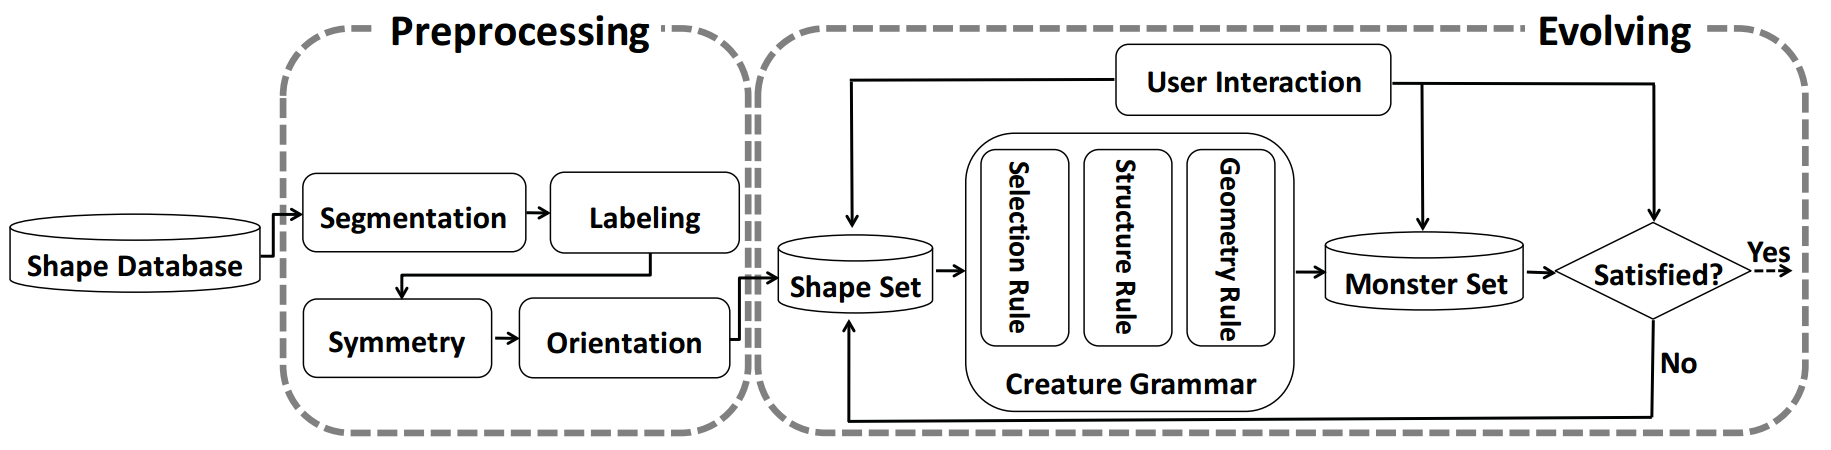 Preprocessing
Evolving
User Interaction
Segmentation
Labeling
Shape Database
Symmetry
Orientation
Shape Set
Selection Rule
Structure Rule
Geometry Rule
Creature Grammar
Monster Set
Satisfied?
Yes
No